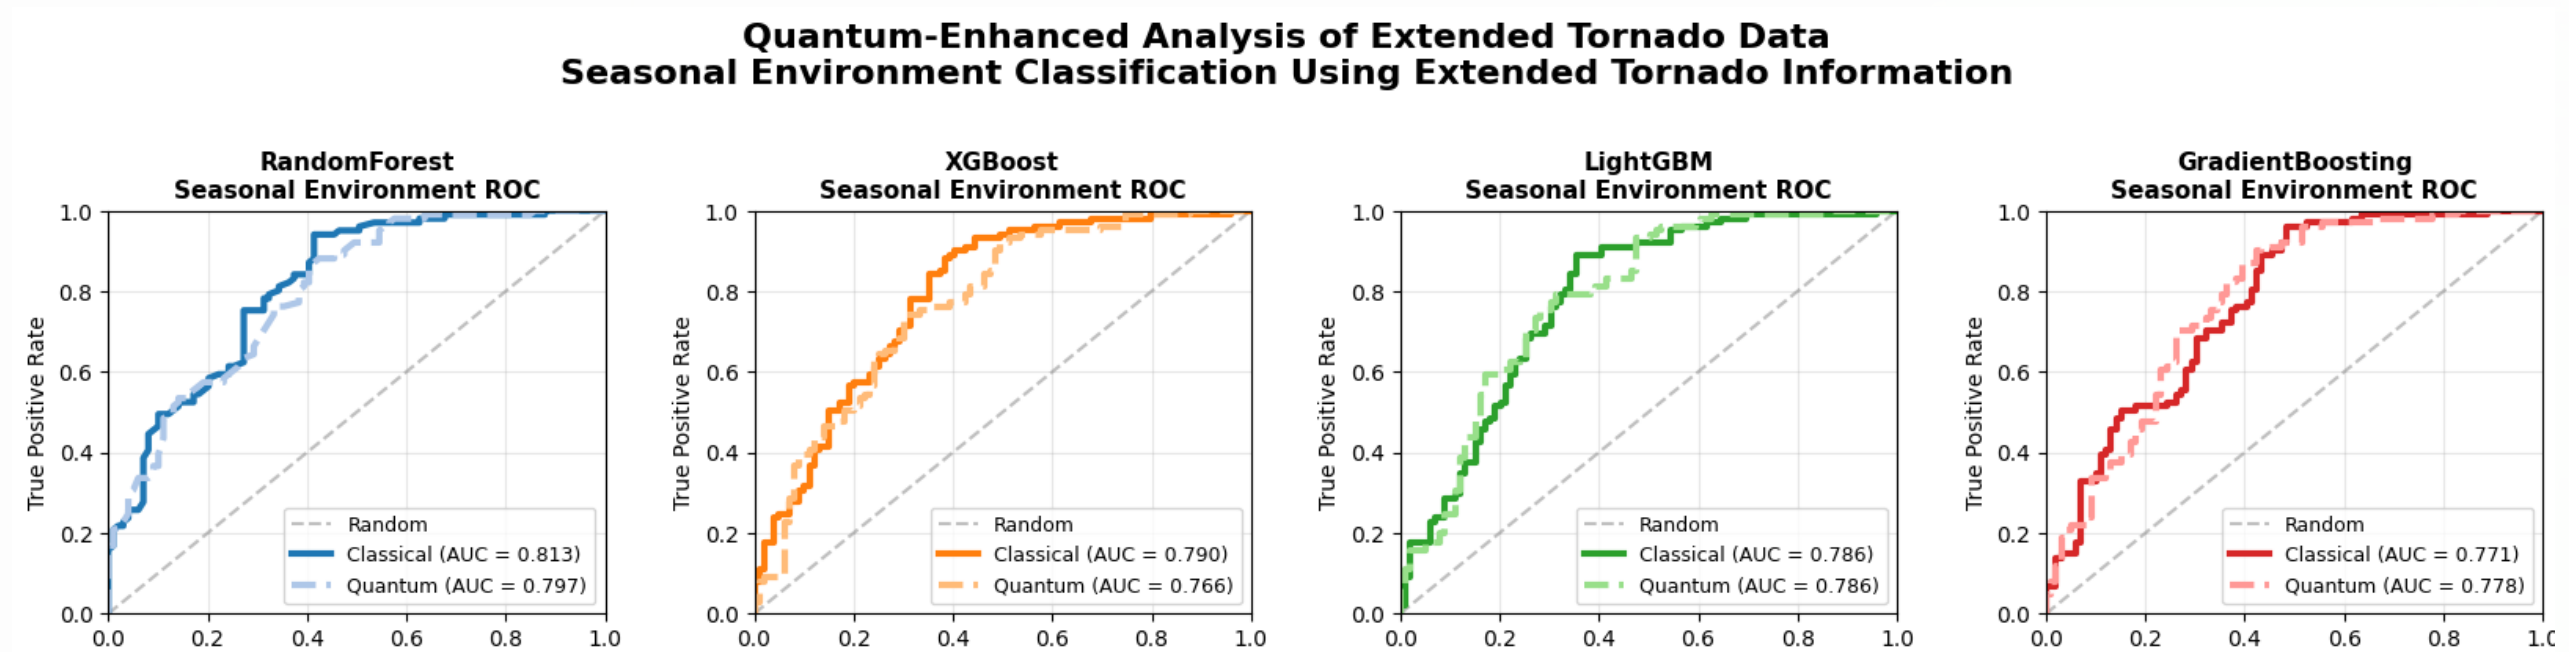 Quantum-Enhanced Analysis of Extended Tornado Data
Seasonal Environment Classification Using Extended Tornado Information
RandomForest
Seasonal Environment ROC
True Positive Rate
1.0
0.8
0.6
0.4
0.2
0.0
0.0 0.2 0.4 0.6 0.8 1.0
Random
Classical (AUC = 0.813)
Quantum (AUC = 0.797)
XGBoost
Seasonal Environment ROC
True Positive Rate
1.0
0.8
0.6
0.4
0.2
0.0
0.0 0.2 0.4 0.6 0.8 1.0
Random
Classical (AUC = 0.790)
Quantum (AUC = 0.766)
LightGBM
Seasonal Environment ROC
True Positive Rate
1.0
0.8
0.6
0.4
0.2
0.0
0.0 0.2 0.4 0.6 0.8 1.0
Random
Classical (AUC = 0.786)
Quantum (AUC = 0.786)
GradientBoosting
Seasonal Environment ROC
True Positive Rate
1.0
0.8
0.6
0.4
0.2
0.0
0.0 0.2 0.4 0.6 0.8 1.0
Random
Classical (AUC = 0.771)
Quantum (AUC = 0.778)